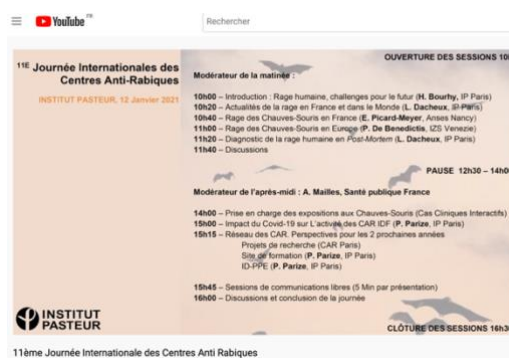 YouTube FR
Rechercher
11E Journée Internationales des
Centres Anti-Rabiques
INSTITUT PASTEUR, 12 Janvier 2021
OUVERTURE DES SESSIONS 10h
Modérateur de la matinée :
10h00 – Introduction : Rage humaine, challenges pour le futur (H. Bourhy, IP Paris)
10h20 – Actualités de la rage en France et dans le Monde (L. Dacheux, IP Paris)
10h40 – Rage des Chauves-Souris en France (E. Picard-Meyer, Anses Nancy)
11h00 – Rage des Chauves-Souris en Europe (P. De Benedictis, IZS Venezie)
11h20 – Diagnostic de la rage humaine en Post-Mortem (L. Dacheux, IP Paris)
11h40 – Discussions
PAUSE 12h30 – 14h00
Modérateur de l'après-midi : A. Mailles, Santé publique France
14h00 – Prise en charge des expositions aux Chauves-Souris (Cas Cliniques Interactifs)
15h00 – Impact du Covid-19 sur L'activité des CAR IDF (P. Parize, IP Paris)
15h15 – Réseau des CAR. Perspectives pour les 2 prochaines années
Projets de recherche (CAR Paris)
Site de formation (P. Parize, IP Paris)
ID-PPE (P. Parize, IP Paris)
15h45 – Sessions de communications libres (5 Min par présentation)
16h00 – Discussions et conclusion de la journée
INSTITUT
PASTEUR
CLÔTURE DES SESSIONS 16h3
11ème Journée Internationale des Centres Anti Rabiques